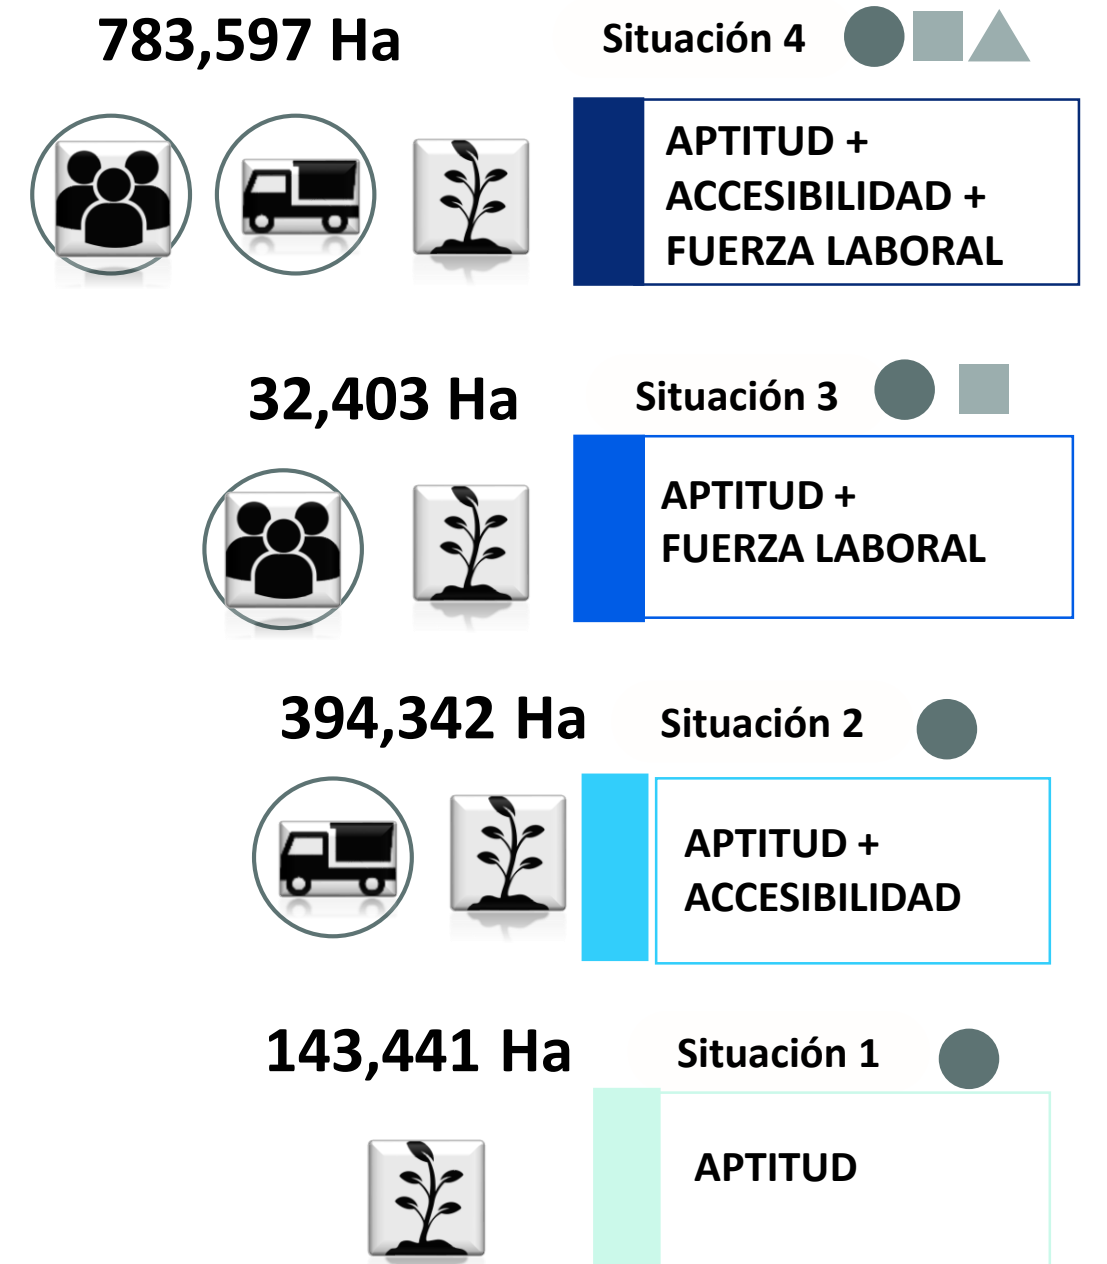 783,597 Ha
Situación 4
APTITUD +
ACCESIBILIDAD +
FUERZA LABORAL
32,403 Ha
Situación 3
APTITUD +
FUERZA LABORAL
394,342 Ha
Situación 2
APTITUD +
ACCESIBILIDAD
143,441 Ha
Situación 1
APTITUD